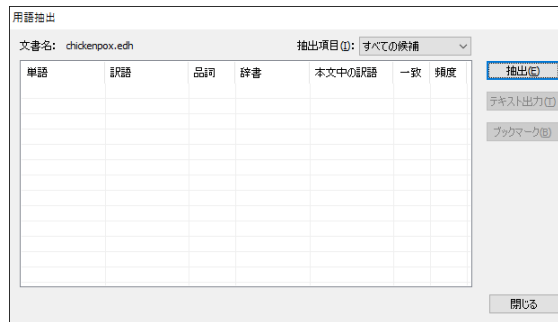 用語抽出
文書名: chickenpox.edh
抽出項目(I): すべての候補
単語 訳語 品詞 辞書 本文中の訳語 一致 頻度
抽出(E)
テキスト出力(T)
ブックマーク(B)
閉じる